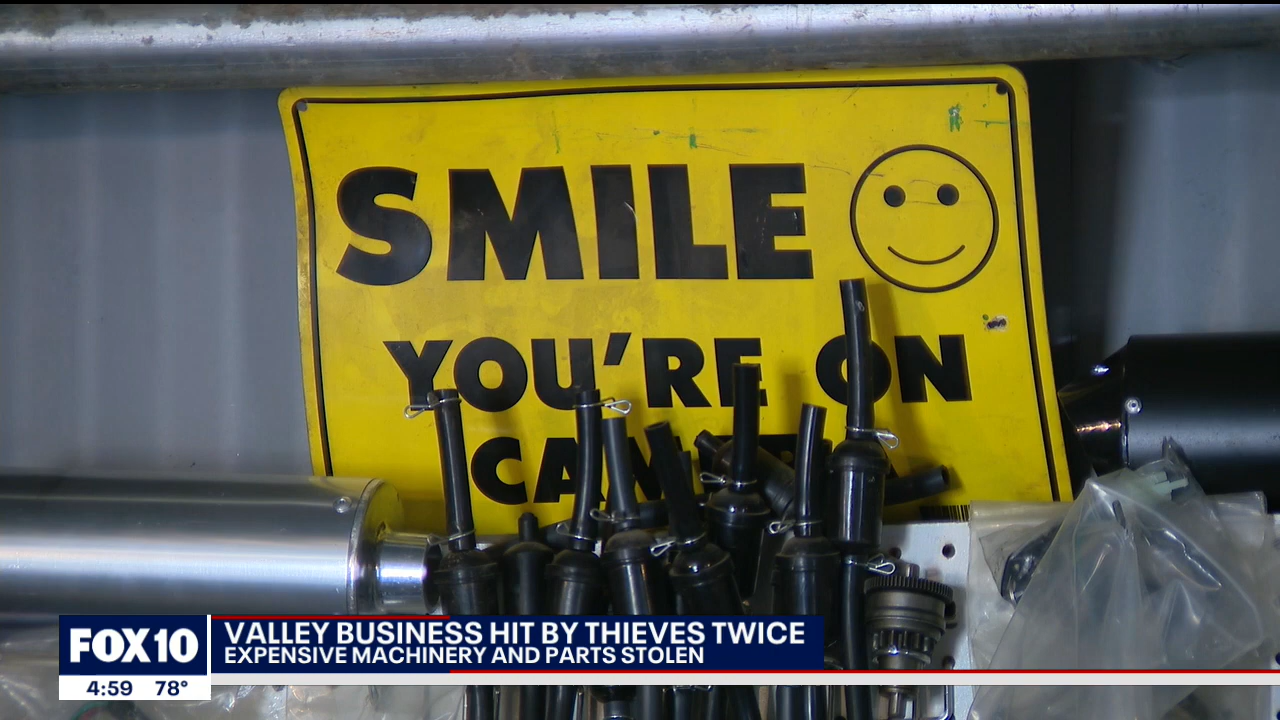 SMILE
YOU'RE ON
CAMERA
FOX10
4:59 78°
VALLEY BUSINESS HIT BY THIEVES TWICE
EXPENSIVE MACHINERY AND PARTS STOLEN